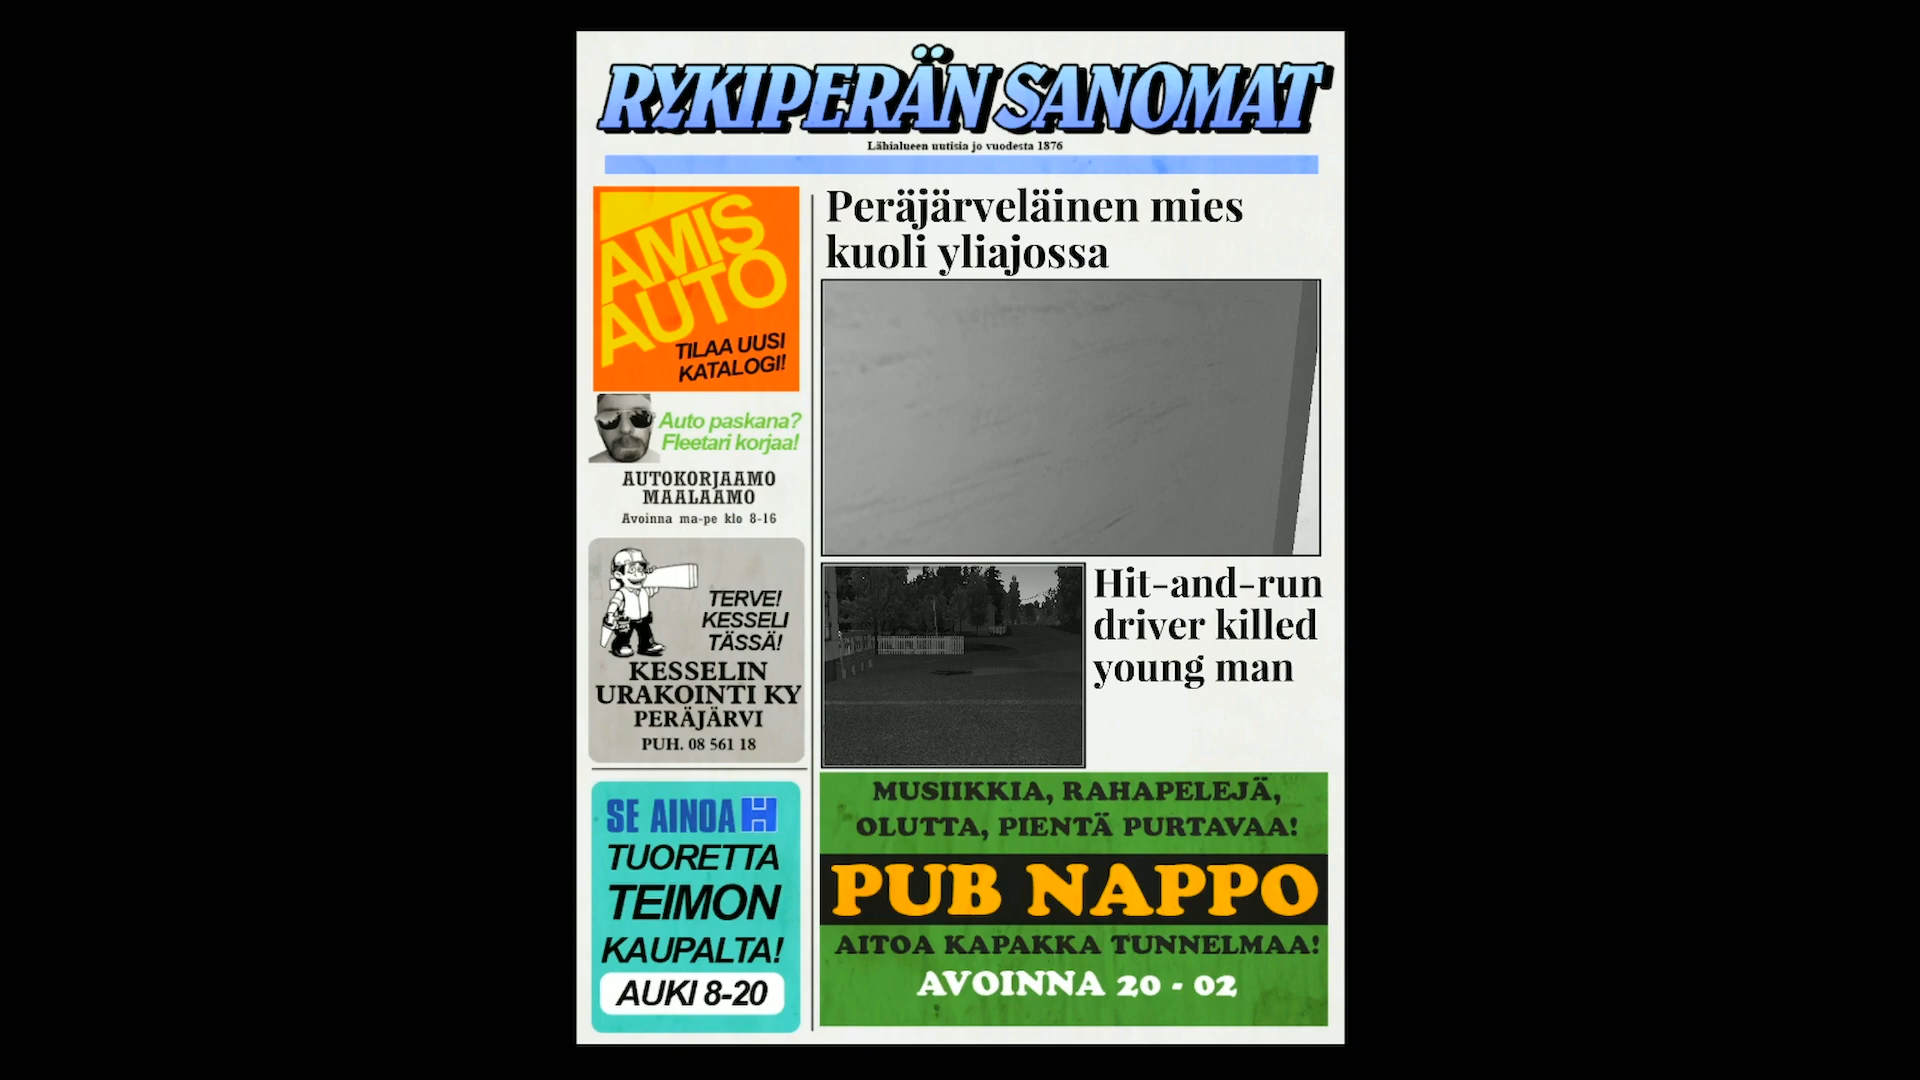 RYKIPERÄN SANOMAT
Lähialueen uutisia jo vuodesta 1876
AMIS
AUTO
TILAA UUSI
KATALOGI!
Auto paskana?
Fleetari korjaa!
AUTOKORJAAMO
MAALAAMO
Avoinna ma-pe klo 8-16
TERVE!
KESSELI
TÄSSÄ!
KESSELIN
URAKOINTI KY
PERÄJÄRVI
PUH. 08 561 18
SE AINOA H
TUORETTA
TEIMON
KAUPALTA!
AUKI 8-20
Peräjärveläinen mies
kuoli yliajossa
Hit-and-run
driver killed
young man
MUSIIKKIA, RAHAPELEJÄ,
OLUTTA, PIENTÄ PURTAVAA!
PUB NAPPO
AITOA KAPAKKA TUNNELMAA!
AVOINNA 20 - 02